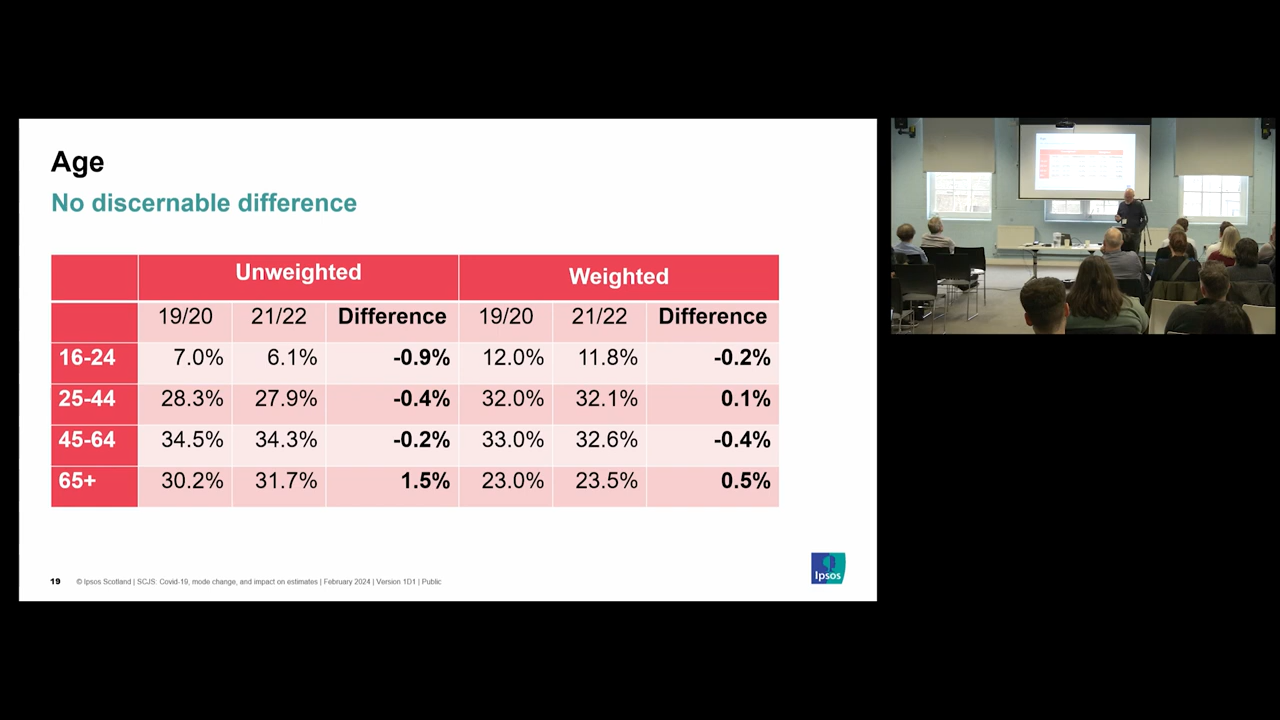 Age
No discernable difference
Unweighted Weighted
19/20 21/22 Difference 19/20 21/22 Difference
16-24 7.0% 6.1% -0.9% 12.0% 11.8% -0.2%
25-44 28.3% 27.9% -0.4% 32.0% 32.1% 0.1%
45-64 34.5% 34.3% -0.2% 33.0% 32.6% -0.4%
65+ 30.2% 31.7% 1.5% 23.0% 23.5% 0.5%
19 © Ipsos Scotland | SCJS: Covid-19, mode change, and impact on estimates | February 2024 | Version 1D1 | Public
Ipsos